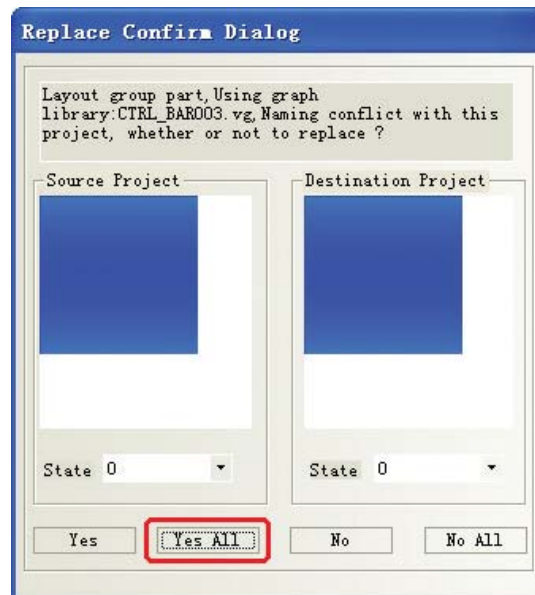 Replace Confirm Dialog
Layout group part,Using graph
library:CTRL_BAR003.vg,Naming conflict with this
project, whether or not to replace ?
Source Project
Destination Project
State 0
State 0
Yes
Yes All
No
No All